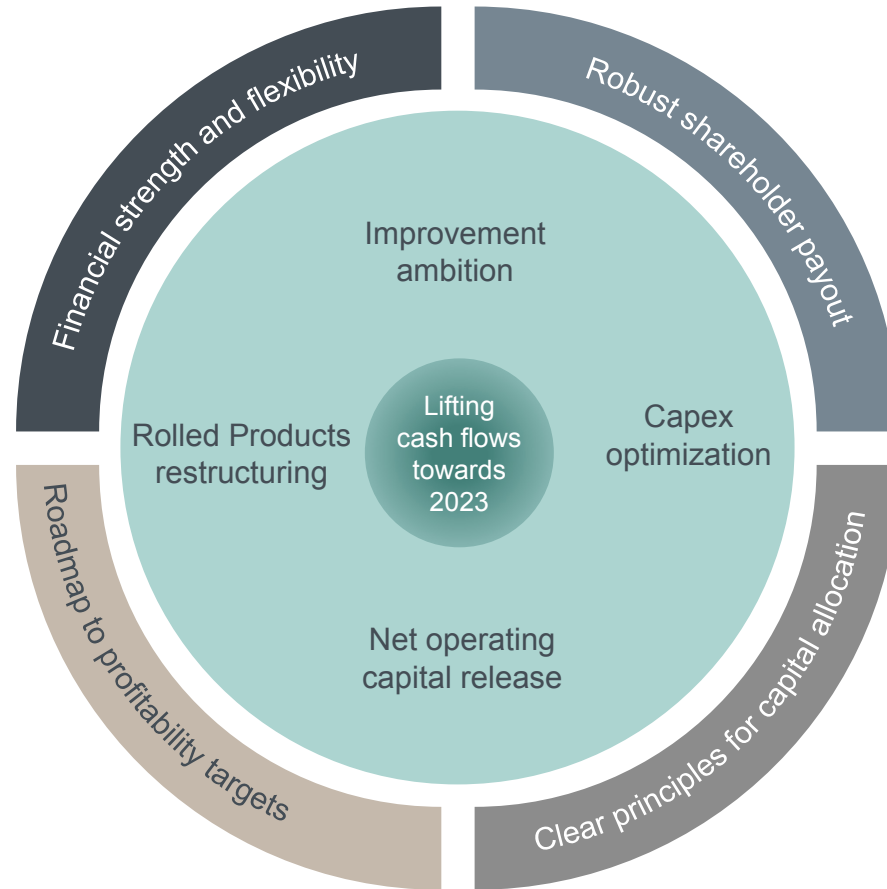 Financial strength and flexibility
Robust shareholder payout
Improvement
ambition
Rolled Products
restructuring
Lifting
cash flows
towards
2023
Capex
optimization
Net operating
capital release
Roadmap to profitability targets
Clear principles for capital allocation